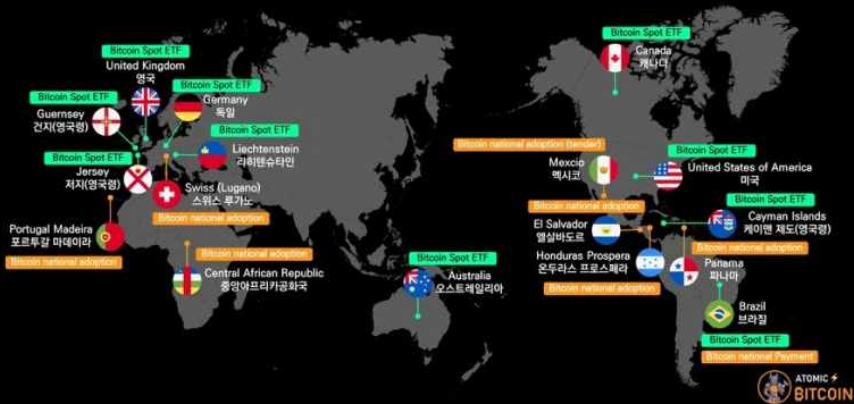 Bitcoin Spot ETF
United Kingdom
영국
Bitcoin Spot ETF
Guernsey
건지(영국령)
Bitcoin Spot ETF
Germany
독일
Bitcoin Spot ETF
Liechtenstein
리히텐슈타인
Bitcoin Spot ETF
Jersey
저지(영국령)
Swiss (Lugano)
스위스 루가노
Bitcoin national adoption
Portugal Madeira
포르투갈 마데이라
Bitcoin national adoption
Bitcoin national adoption
Central African Republic
중앙아프리카공화국
Bitcoin Spot ETF
Australia
오스트레일리아
Bitcoin Spot ETF
Canada
캐나다
Bitcoin national adoption (tender)
Mexcio
멕시코
Bitcoin Spot ETF
United States of America
미국
Bitcoin national adoption
El Salvador
엘살바도르
Bitcoin Spot ETF
Cayman Islands
케이맨 제도(영국령)
Honduras Prospera
온두라스 프로스페라
Bitcoin national adoption
Bitcoin national adoption
Panama
파나마
Brazil
브라질
Bitcoin Spot ETF
Bitcoin national Payment
ATOMIC
BITCOIN